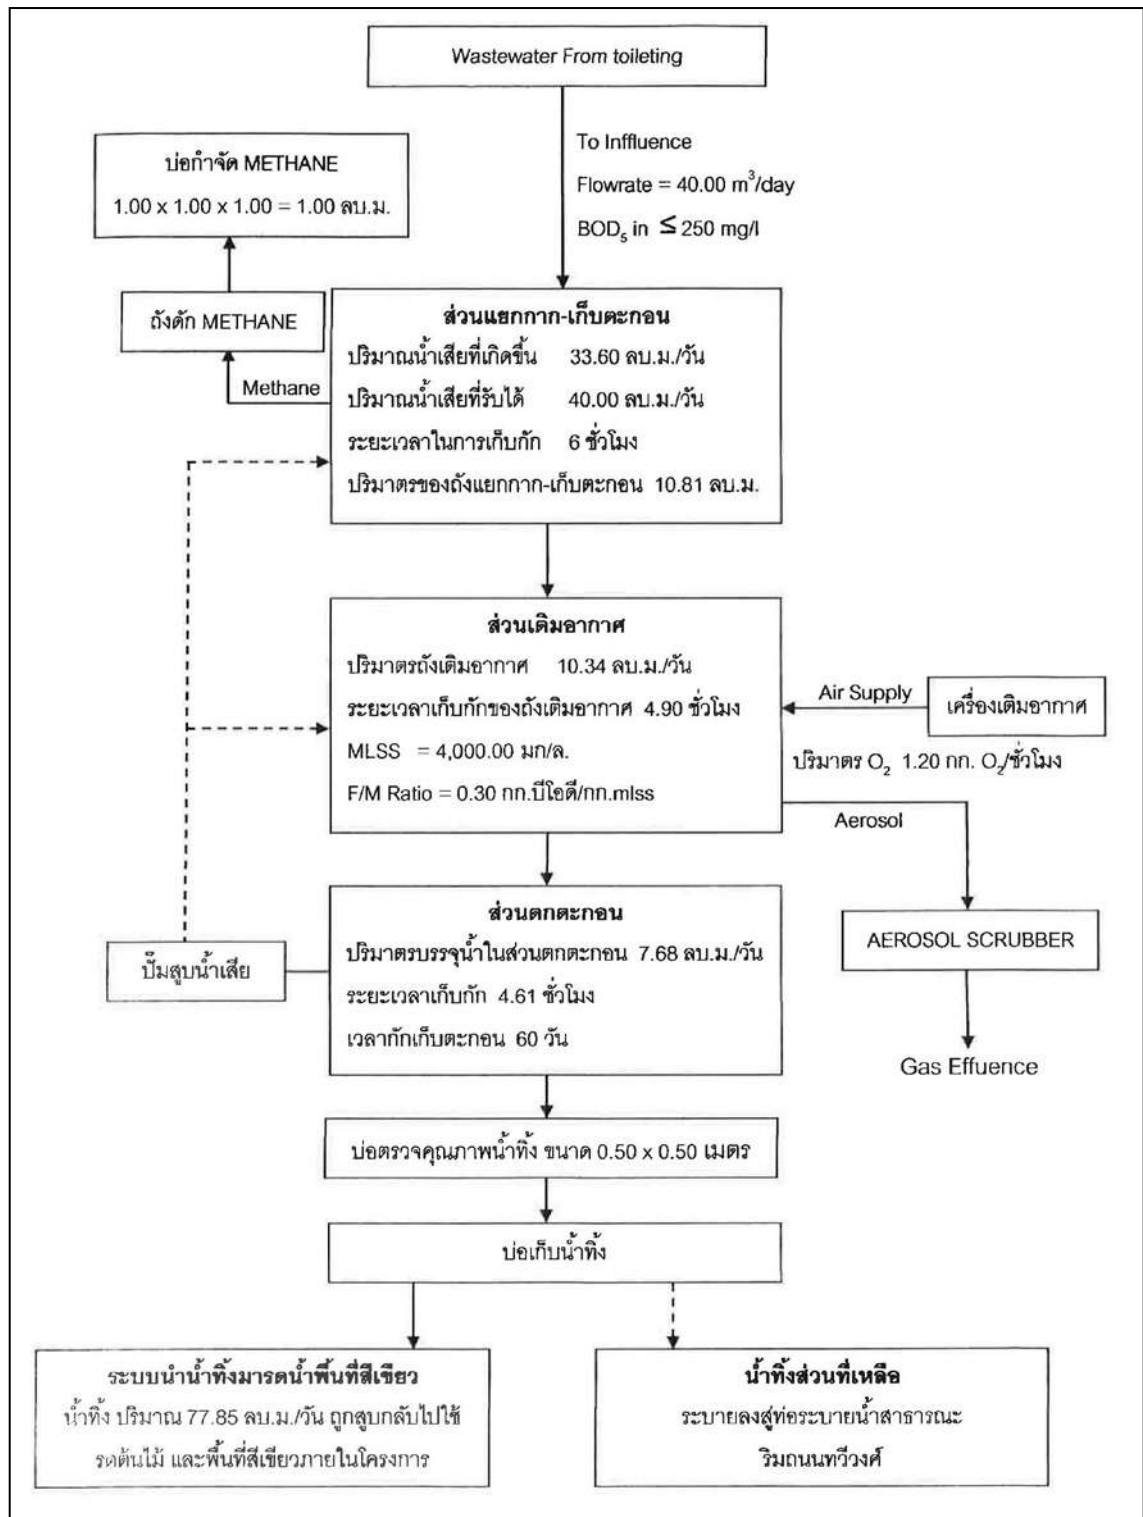 Wastewater From toileting
To Inffluence
Flowrate = 40.00 m³/day
BOD₅ in ≤ 250 mg/l
บ่อกำจัด METHANE
1.00 x 1.00 x 1.00 = 1.00 ลบ.ม.
ถังดัก METHANE
Methane
ส่วนแยกกาก-เก็บตะกอน
ปริมาณน้ำเสียที่เกิดขึ้น 33.60 ลบ.ม./วัน
ปริมาณน้ำเสียที่รับได้ 40.00 ลบ.ม./วัน
ระยะเวลาในการเก็บกัก 6 ชั่วโมง
ปริมาตรของถังแยกกาก-เก็บตะกอน 10.81 ลบ.ม.
ส่วนเติมอากาศ
ปริมาตรถังเติมอากาศ 10.34 ลบ.ม./วัน
ระยะเวลาเก็บกักของถังเติมอากาศ 4.90 ชั่วโมง
MLSS = 4,000.00 มก/ล.
F/M Ratio = 0.30 กก.บีโอดี/กก.mlss
Air Supply
เครื่องเติมอากาศ
ปริมาตร O₂ 1.20 กก. O₂/ชั่วโมง
Aerosol
AEROSOL SCRUBBER
Gas Effuence
ส่วนตกตะกอน
ปริมาตรบรรจุน้ำในส่วนตกตะกอน 7.68 ลบ.ม./วัน
ระยะเวลาเก็บกัก 4.61 ชั่วโมง
เวลากักเก็บตะกอน 60 วัน
ปั๊มสูบน้ำเสีย
บ่อตรวจคุณภาพน้ำทิ้ง ขนาด 0.50 x 0.50 เมตร
บ่อเก็บน้ำทิ้ง
ระบบนำน้ำทิ้งมารดน้ำพื้นที่สีเขียว
น้ำทิ้ง ปริมาณ 77.85 ลบ.ม./วัน ถูกสูบกลับไปใช้
รดต้นไม้ และพื้นที่สีเขียวภายในโครงการ
น้ำทิ้งส่วนที่เหลือ
ระบายลงสู่ท่อระบายน้ำสาธารณะ
ริมถนนทวีวงศ์